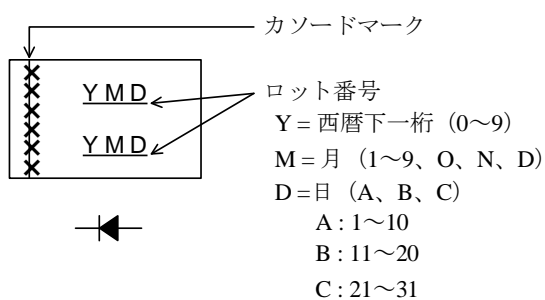 カソードマーク
YMD
YMD
ロット番号
Y = 西暦下一桁（0～9）
M = 月（1～9、O、N、D）
D =日（A、B、C）
A : 1～10
B : 11～20
C : 21～31